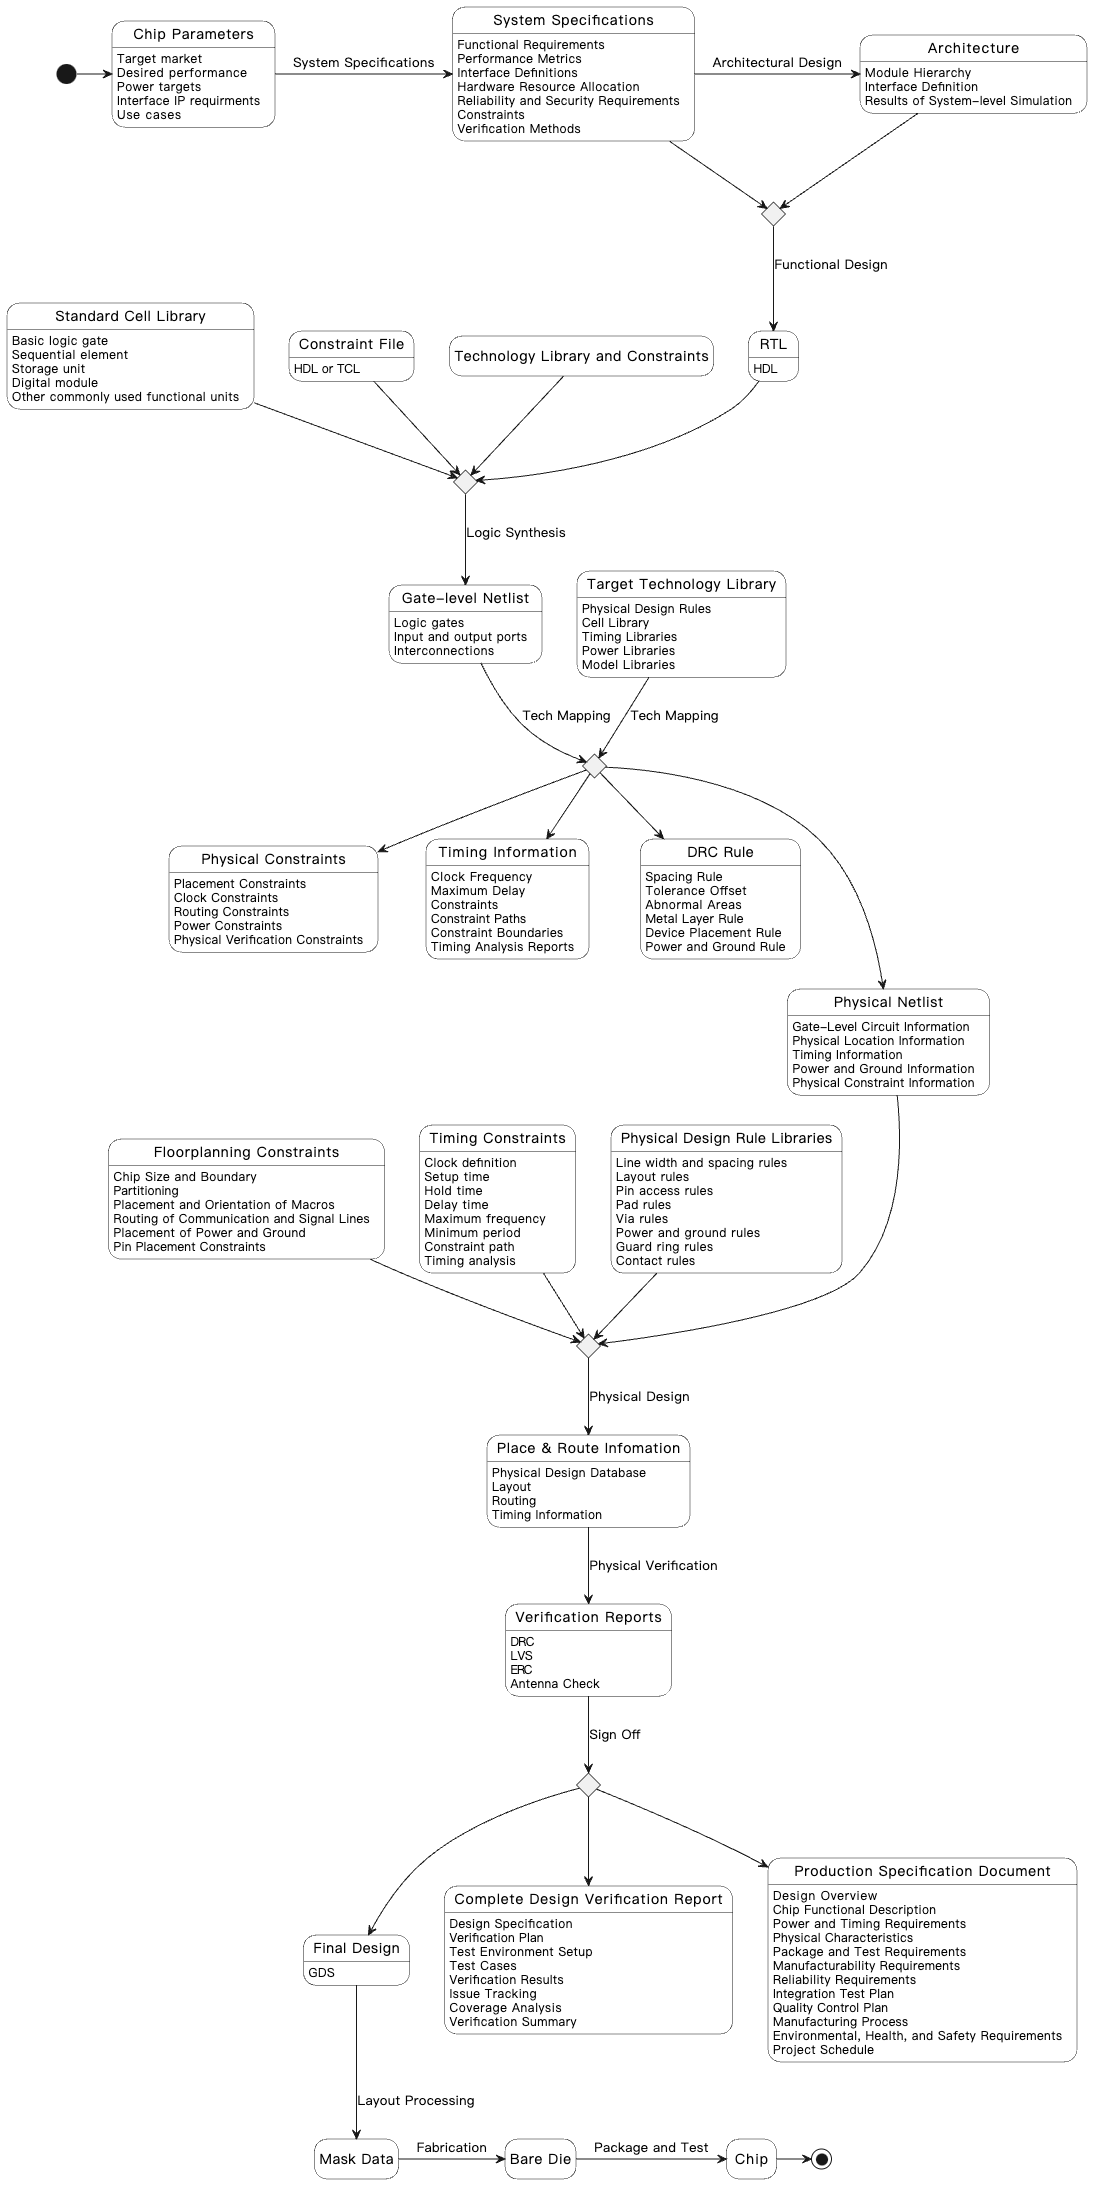 Chip Parameters
Target market
Desired performance
Power targets
Interface IP requirments
Use cases
System Specifications
System Specifications
Functional Requirements
Performance Metrics
Interface Definitions
Hardware Resource Allocation
Reliability and Security Requirements
Constraints
Verification Methods
Architectural Design
Architecture
Module Hierarchy
Interface Definition
Results of System-level Simulation
Functional Design
Standard Cell Library
Basic logic gate
Sequential element
Storage unit
Digital module
Other commonly used functional units
Constraint File
HDL or TCL
Technology Library and Constraints
RTL
HDL
Logic Synthesis
Gate-level Netlist
Logic gates
Input and output ports
Interconnections
Target Technology Library
Physical Design Rules
Cell Library
Timing Libraries
Power Libraries
Model Libraries
Tech Mapping
Tech Mapping
Physical Constraints
Placement Constraints
Clock Constraints
Routing Constraints
Power Constraints
Physical Verification Constraints
Timing Information
Clock Frequency
Maximum Delay
Constraints
Constraint Paths
Constraint Boundaries
Timing Analysis Reports
DRC Rule
Spacing Rule
Tolerance Offset
Abnormal Areas
Metal Layer Rule
Device Placement Rule
Power and Ground Rule
Physical Netlist
Gate-Level Circuit Information
Physical Location Information
Timing Information
Power and Ground Information
Physical Constraint Information
Floorplanning Constraints
Chip Size and Boundary
Partitioning
Placement and Orientation of Macros
Routing of Communication and Signal Lines
Placement of Power and Ground
Pin Placement Constraints
Timing Constraints
Clock definition
Setup time
Hold time
Delay time
Maximum frequency
Minimum period
Constraint path
Timing analysis
Physical Design Rule Libraries
Line width and spacing rules
Layout rules
Pin access rules
Pad rules
Via rules
Power and ground rules
Guard ring rules
Contact rules
Physical Design
Place & Route Infomation
Physical Design Database
Layout
Routing
Timing Information
Physical Verification
Verification Reports
DRC
LVS
ERC
Antenna Check
Sign Off
Final Design
GDS
Complete Design Verification Report
Design Specification
Verification Plan
Test Environment Setup
Test Cases
Verification Results
Issue Tracking
Coverage Analysis
Verification Summary
Production Specification Document
Design Overview
Chip Functional Description
Power and Timing Requirements
Physical Characteristics
Package and Test Requirements
Manufacturability Requirements
Reliability Requirements
Integration Test Plan
Quality Control Plan
Manufacturing Process
Environmental, Health, and Safety Requirements
Project Schedule
Layout Processing
Mask Data
Fabrication
Bare Die
Package and Test
Chip